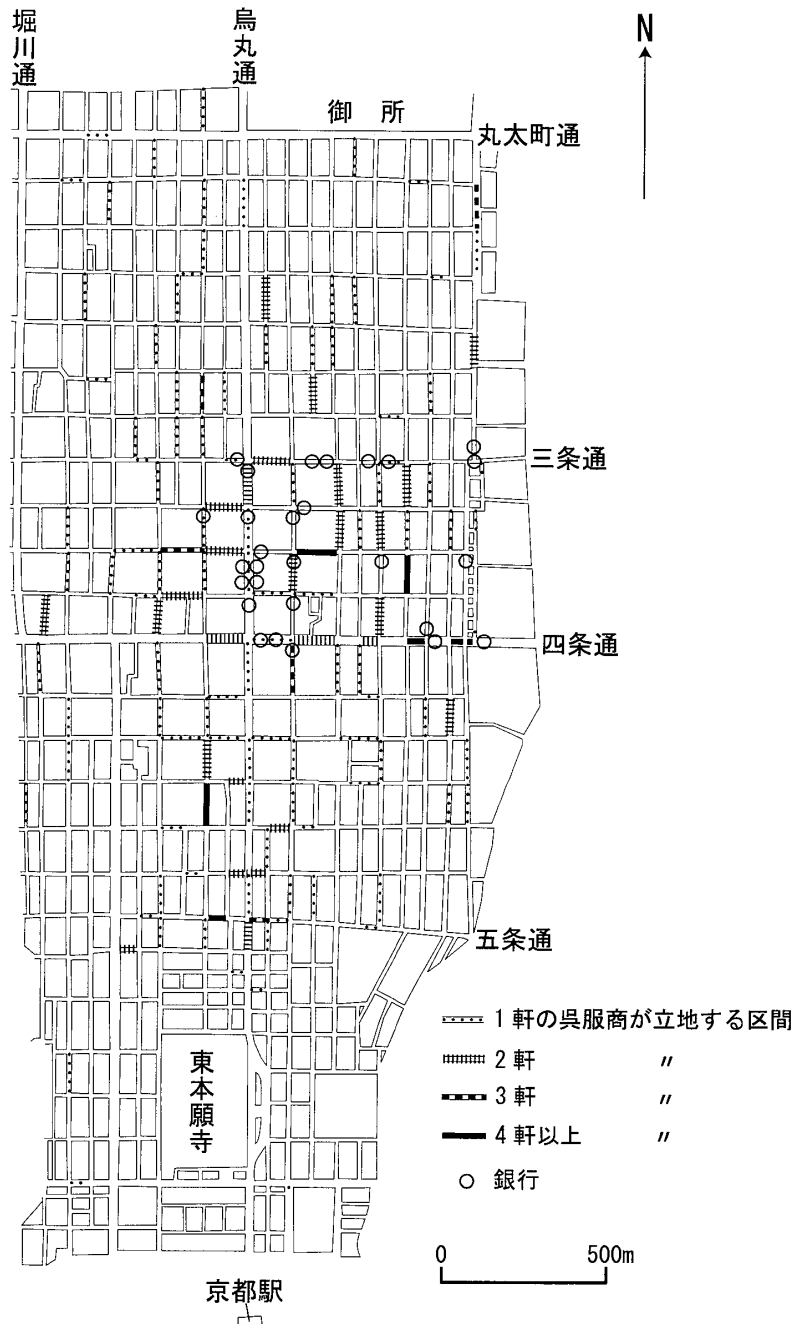 堀川通
烏丸通
N
御所
丸太町通
三条通
四条通
五条通
東本願寺
1軒の呉服商が立地する区間
2軒 〃
3軒 〃
4軒以上 〃
銀行
0 500m
京都駅